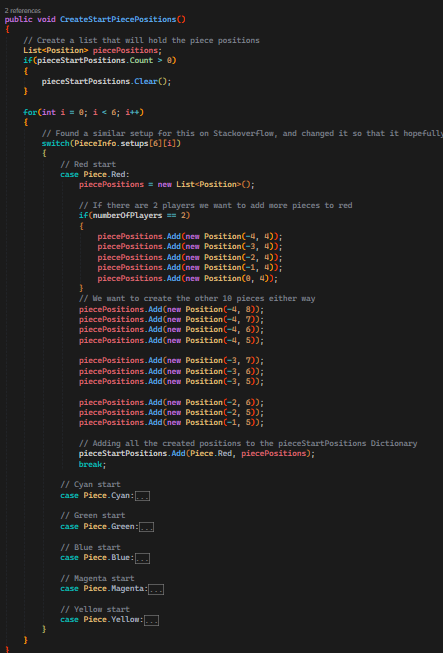 2 references
public void CreateStartPiecePositions()
{
// Create a list that will hold the piece positions
List<Position> piecePositions;
if(pieceStartPositions.Count > 0)
{
pieceStartPositions.Clear();
}
for(int i = 0; i < 6; i++)
{
// Found a similar setup for this on StackoverFlow, and changed it so that it hopefully
switch(PieceInfo.setups[6][i])
{
// Red start
case Piece.Red:
piecePositions = new List<Position>();
// If there are 2 players we want to add more pieces to red
if(numberOfPlayers == 2)
{
piecePositions.Add(new Position(-4, 4));
piecePositions.Add(new Position(-3, 4));
piecePositions.Add(new Position(-2, 4));
piecePositions.Add(new Position(-1, 4));
piecePositions.Add(new Position(0, 4));
}
// We want to create the other 10 pieces either way
piecePositions.Add(new Position(-4, 8));
piecePositions.Add(new Position(-4, 7));
piecePositions.Add(new Position(-4, 6));
piecePositions.Add(new Position(-4, 5));
piecePositions.Add(new Position(-3, 7));
piecePositions.Add(new Position(-3, 6));
piecePositions.Add(new Position(-3, 5));
piecePositions.Add(new Position(-2, 6));
piecePositions.Add(new Position(-2, 5));
piecePositions.Add(new Position(-1, 5));
// Adding all the created positions to the pieceStartPositions Dictionary
pieceStartPositions.Add(Piece.Red, piecePositions);
break;
// Cyan start
case Piece.Cyan:...
// Green start
case Piece.Green:...
// Blue start
case Piece.Blue:...
// Magenta start
case Piece.Magenta:...
// Yellow start
case Piece.Yellow:...
}
}
}